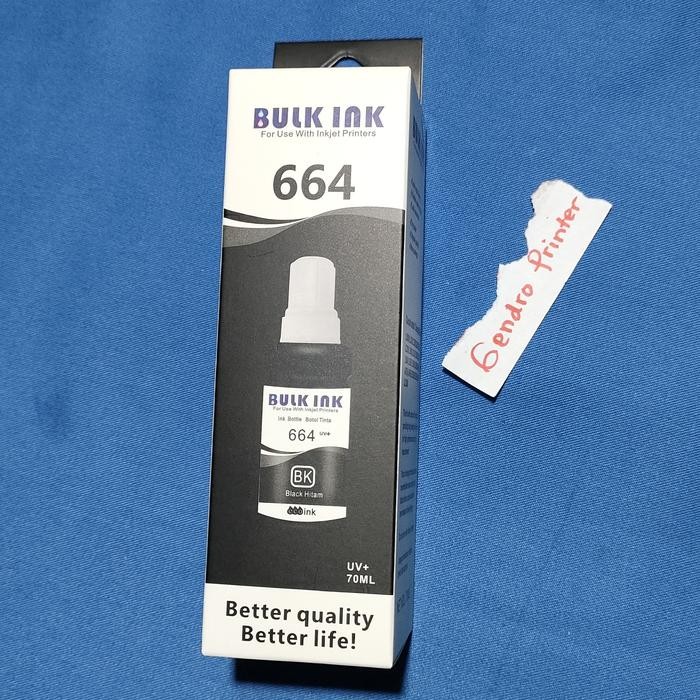 BULK INK
For Use With Inkjet Printers
664
BULK INK
For Use With Inkjet Printers
Ink Bottle Botol Tinta
664 UV+
BK
Black Hitam
ink
UV+
70ML
Better quality
Better life!
Gendro Printer